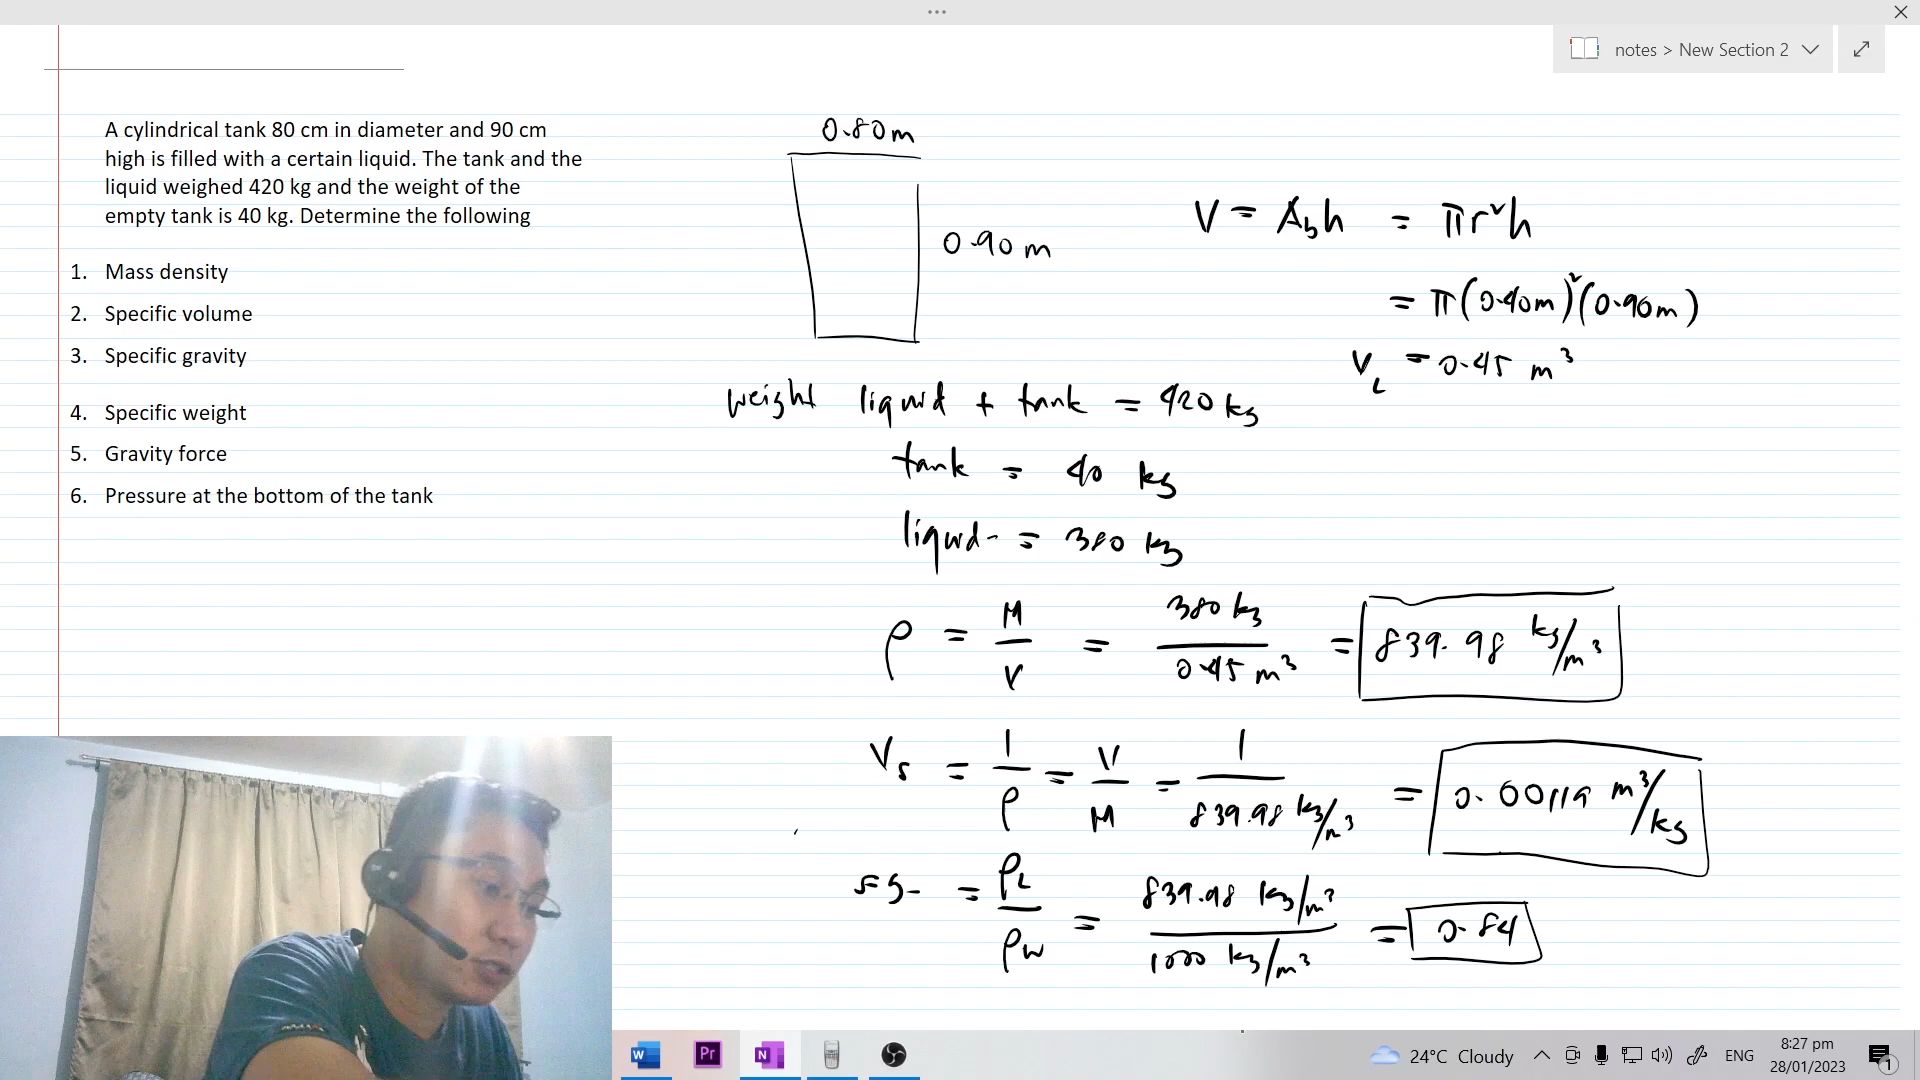 notes > New Section 2
A cylindrical tank 80 cm in diameter and 90 cm
high is filled with a certain liquid. The tank and the
liquid weighed 420 kg and the weight of the
empty tank is 40 kg. Determine the following
1. Mass density
2. Specific volume
3. Specific gravity
4. Specific weight
5. Gravity force
6. Pressure at the bottom of the tank
0.80m
0.90 m
V = A_b h = πr²h
= π(0.40m)²(0.90m)
V_L = 0.45 m³
weight liquid + tank = 420 kg
tank = 40 kg
liquid = 380 kg
ρ = M/V = 380 kg / 0.45 m³ = 839.98 kg/m³
V_s = 1/ρ = V/M = 1 / 839.98 kg/m³ = 0.00119 m³/kg
SG = ρ_L/ρ_W = 839.98 kg/m³ / 1000 kg/m³ = 0.84
24°C Cloudy
ENG
8:27 pm
28/01/2023
1
W
Pr
N